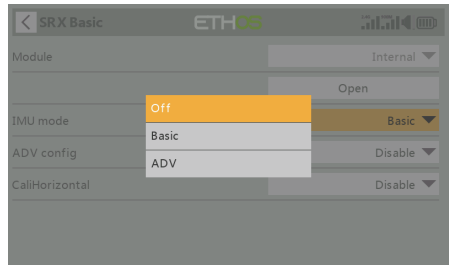 SRX Basic ETHOS
Module Internal
Open
Off
IMU mode Basic
Basic
ADV config Disable
ADV
CaliHorizontal Disable